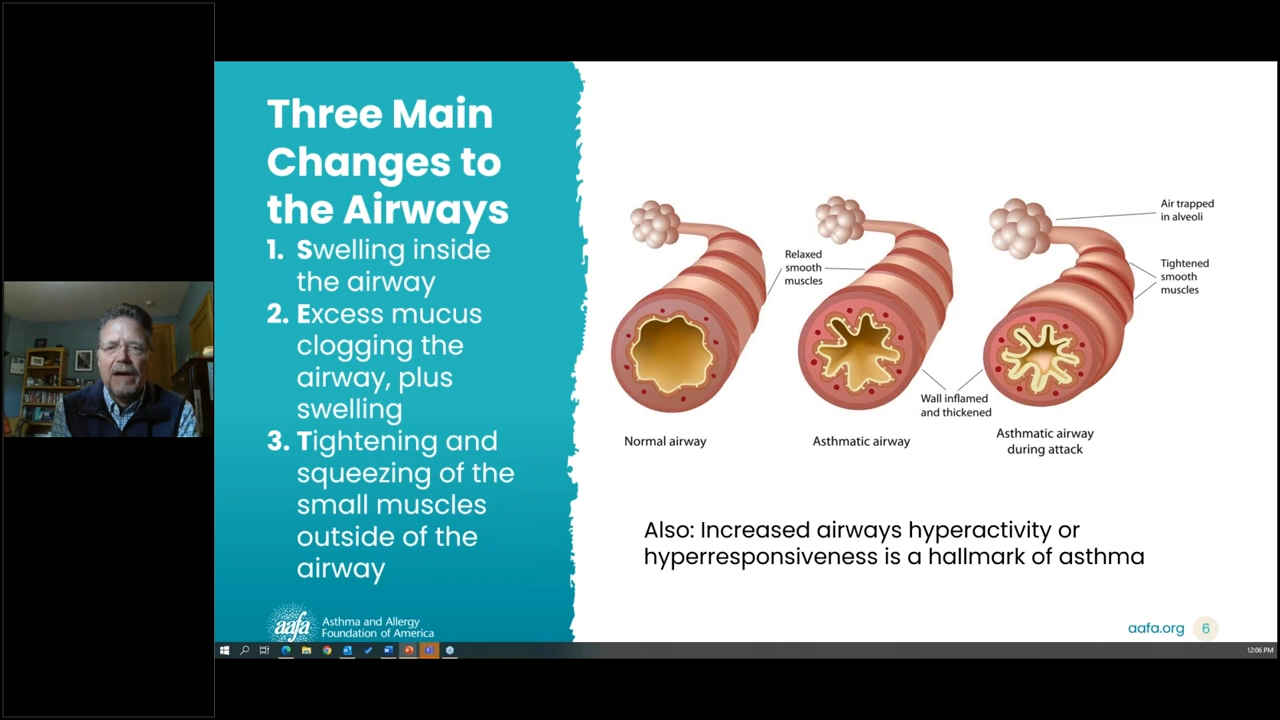 Three Main
Changes to
the Airways
1. Swelling inside
the airway
2. Excess mucus
clogging the
airway, plus
swelling
3. Tightening and
squeezing of the
small muscles
outside of the
airway
aafa
Asthma and Allergy
Foundation of America
Air trapped
in alveoli
Relaxed
smooth
muscles
Tightened
smooth
muscles
Wall inflamed
and thickened
Normal airway
Asthmatic airway
Asthmatic airway
during attack
Also: Increased airways hyperactivity or
hyperresponsiveness is a hallmark of asthma
aafa.org 6
12:06 PM